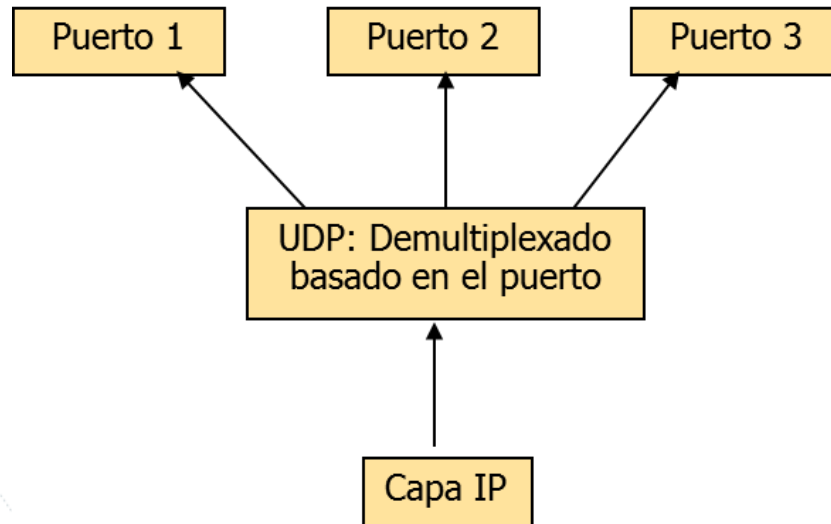 Puerto 1
Puerto 2
Puerto 3
UDP: Demultiplexado
basado en el puerto
Capa IP